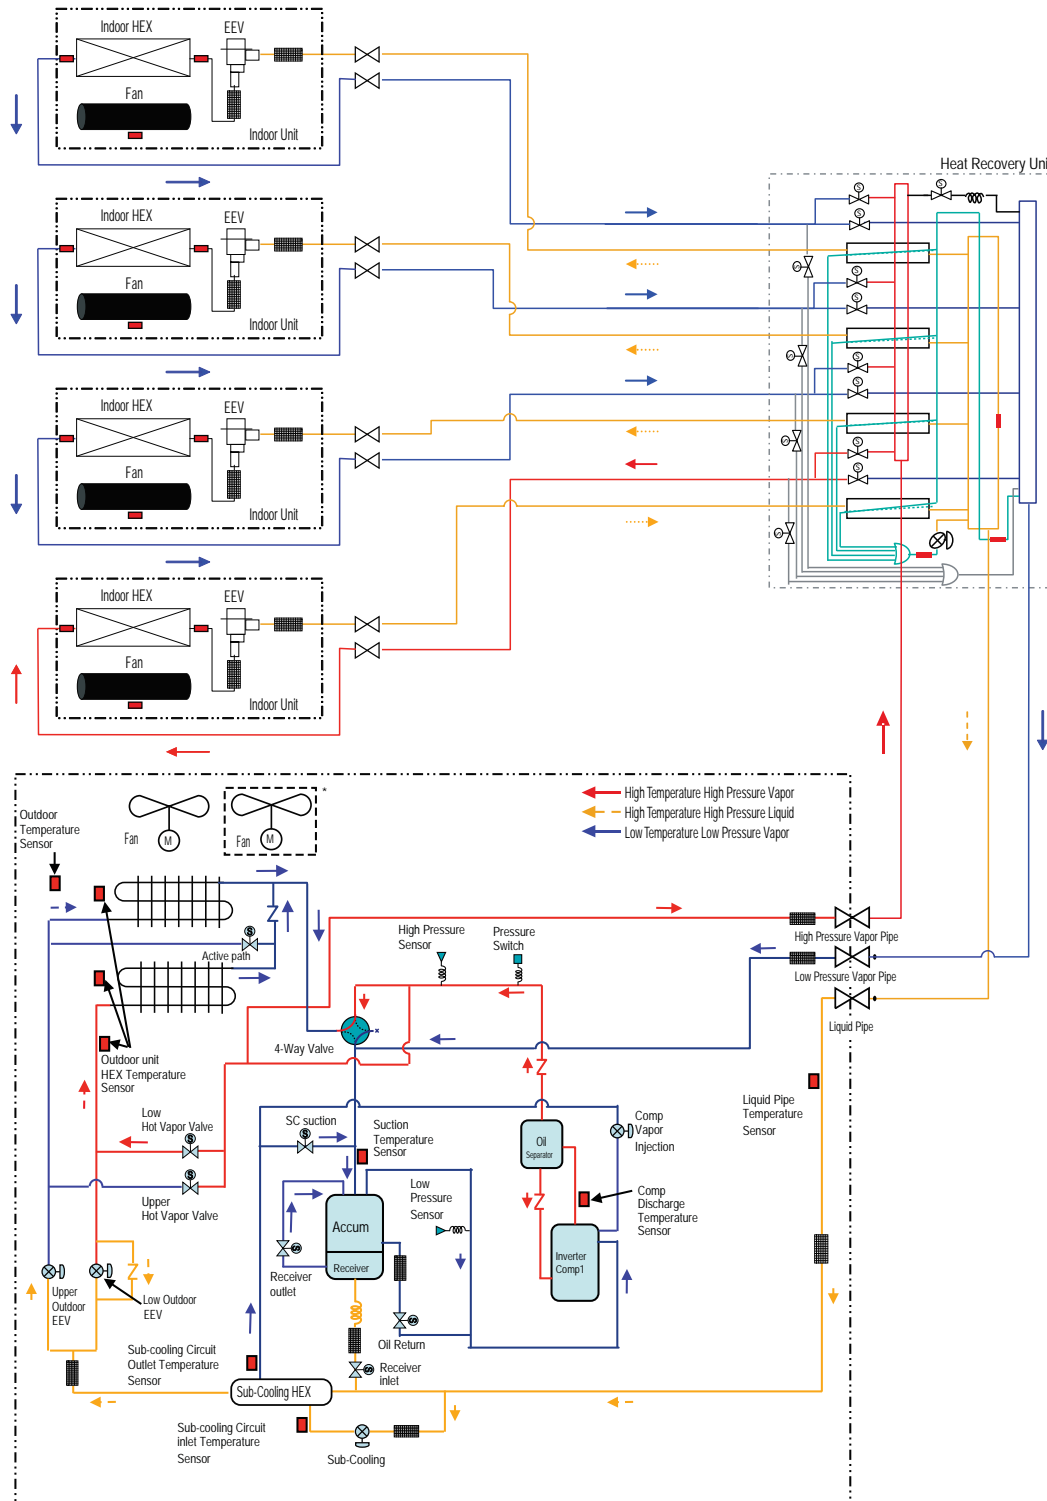 Indoor HEX
EEV
Fan
Indoor Unit
Heat Recovery Uni
S
S
Indoor HEX
EEV
Fan
Indoor Unit
S
S
S
S
Indoor HEX
EEV
Fan
Indoor Unit
S
S
S
S
Indoor HEX
EEV
Fan
Indoor Unit
S
S
S
Outdoor
Temperature
Sensor
Fan
M
*
Fan
M
High Temperature High Pressure Vapor
High Temperature High Pressure Liquid
Low Temperature Low Pressure Vapor
S
Active path
High Pressure
Sensor
Pressure
Switch
High Pressure Vapor Pipe
Low Pressure Vapor Pipe
Liquid Pipe
4-Way Valve
Outdoor unit
HEX Temperature
Sensor
Low
Hot Vapor Valve
S
S
Upper
Hot Vapor Valve
SC suction
S
Suction
Temperature
Sensor
Oil
Separator
Comp
Vapor
Injection
Liquid Pipe
Temperature
Sensor
Low
Pressure
Sensor
Comp
Discharge
Temperature
Sensor
Accum
Receiver
S
Receiver
outlet
Inverter
Comp1
Upper
Outdoor
EEV
Low Outdoor
EEV
S
Oil Return
Sub-cooling Circuit
Outlet Temperature
Sensor
S
Receiver
inlet
Sub-Cooling HEX
Sub-cooling Circuit
inlet Temperature
Sensor
Sub-Cooling